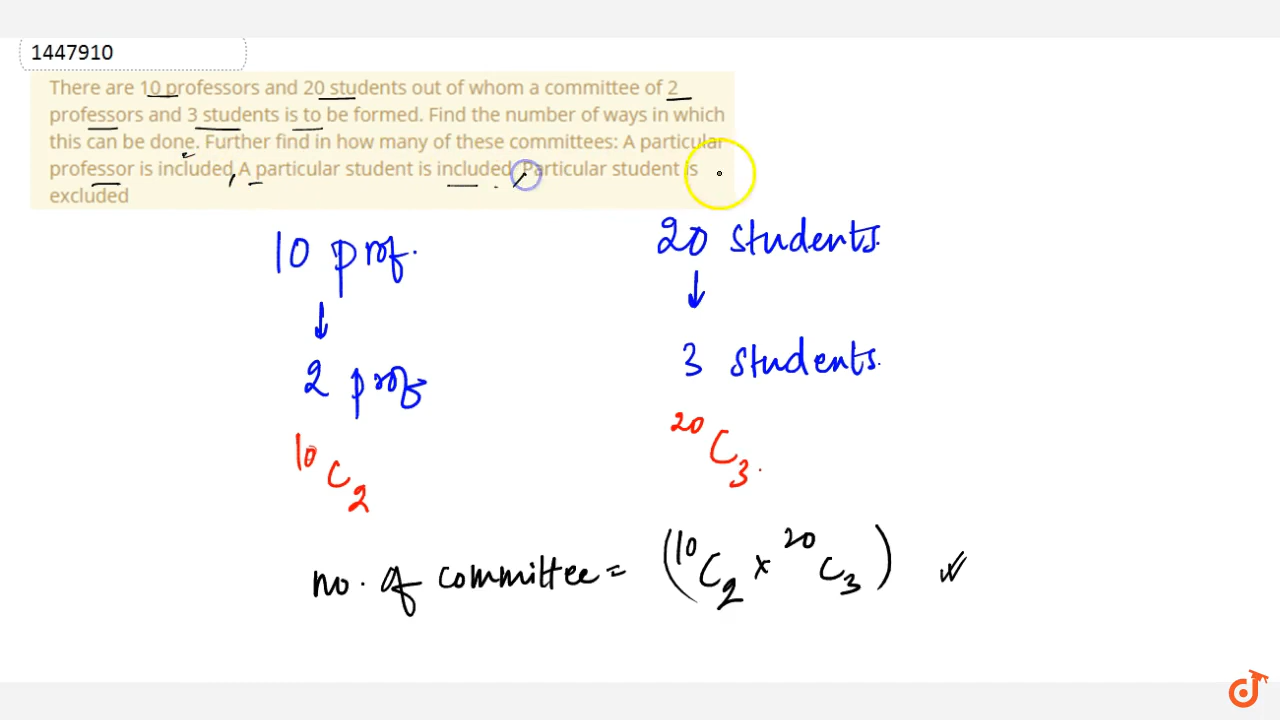 1447910
There are 10 professors and 20 students out of whom a committee of 2
professors and 3 students is to be formed. Find the number of ways in which
this can be done. Further find in how many of these committees: A particular
professor is included A particular student is included Particular student is
excluded
10 prof. 20 students.
↓ ↓
2 prof 3 students.
¹⁰C₂ ²⁰C₃.
no. of committee = (¹⁰C₂ × ²⁰C₃)